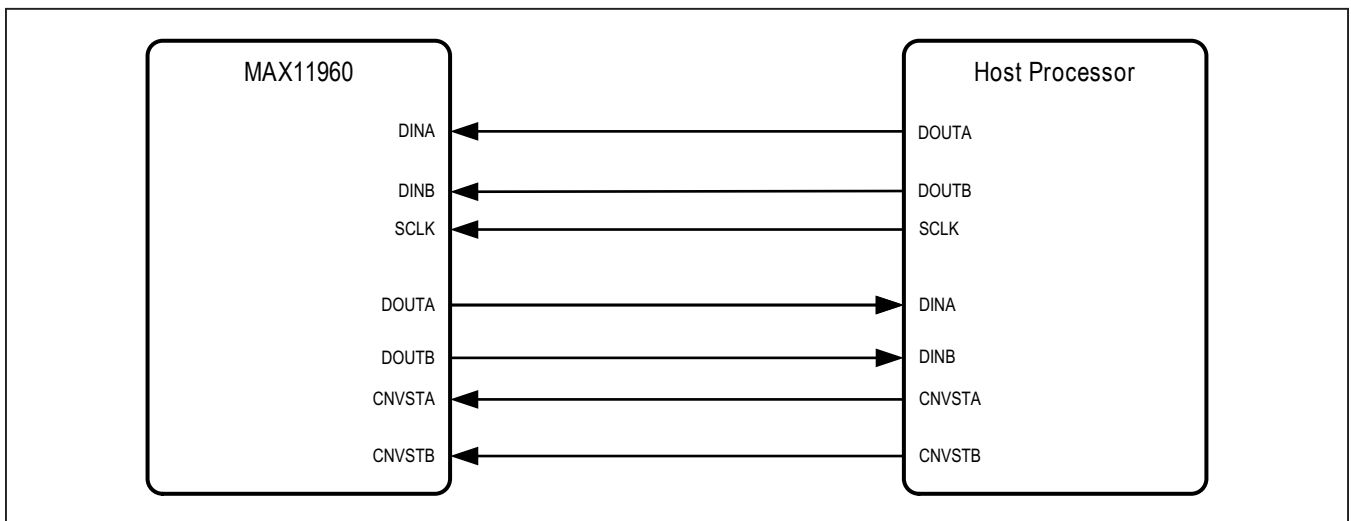 MAX11960
Host Processor
DINA
DOUTA
DINB
DOUTB
SCLK
SCLK
DOUTA
DINA
DOUTB
DINB
CNVSTA
CNVSTA
CNVSTB
CNVSTB